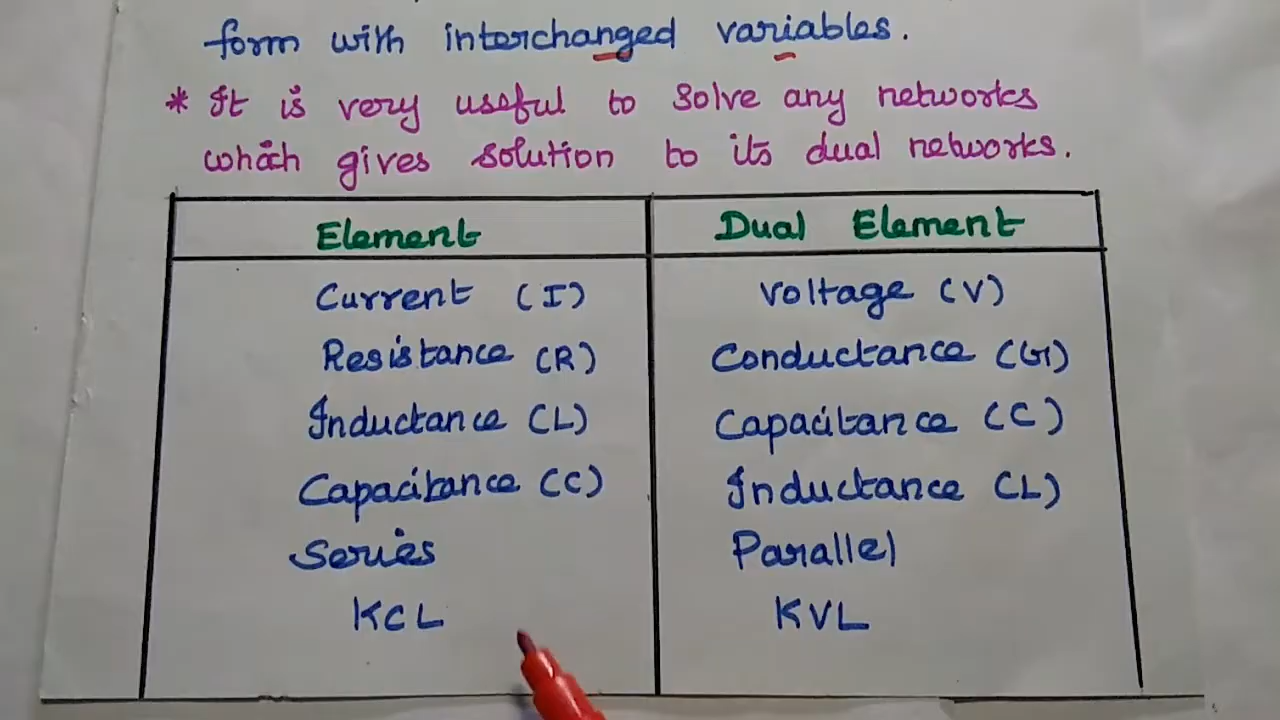 form with interchanged variables.
* It is very useful to solve any networks
which gives solution to its dual networks.
Element Dual Element
Current (I) Voltage (V)
Resistance (R) Conductance (G)
Inductance (L) Capacitance (C)
Capacitance (C) Inductance (L)
Series Parallel
KCL KVL